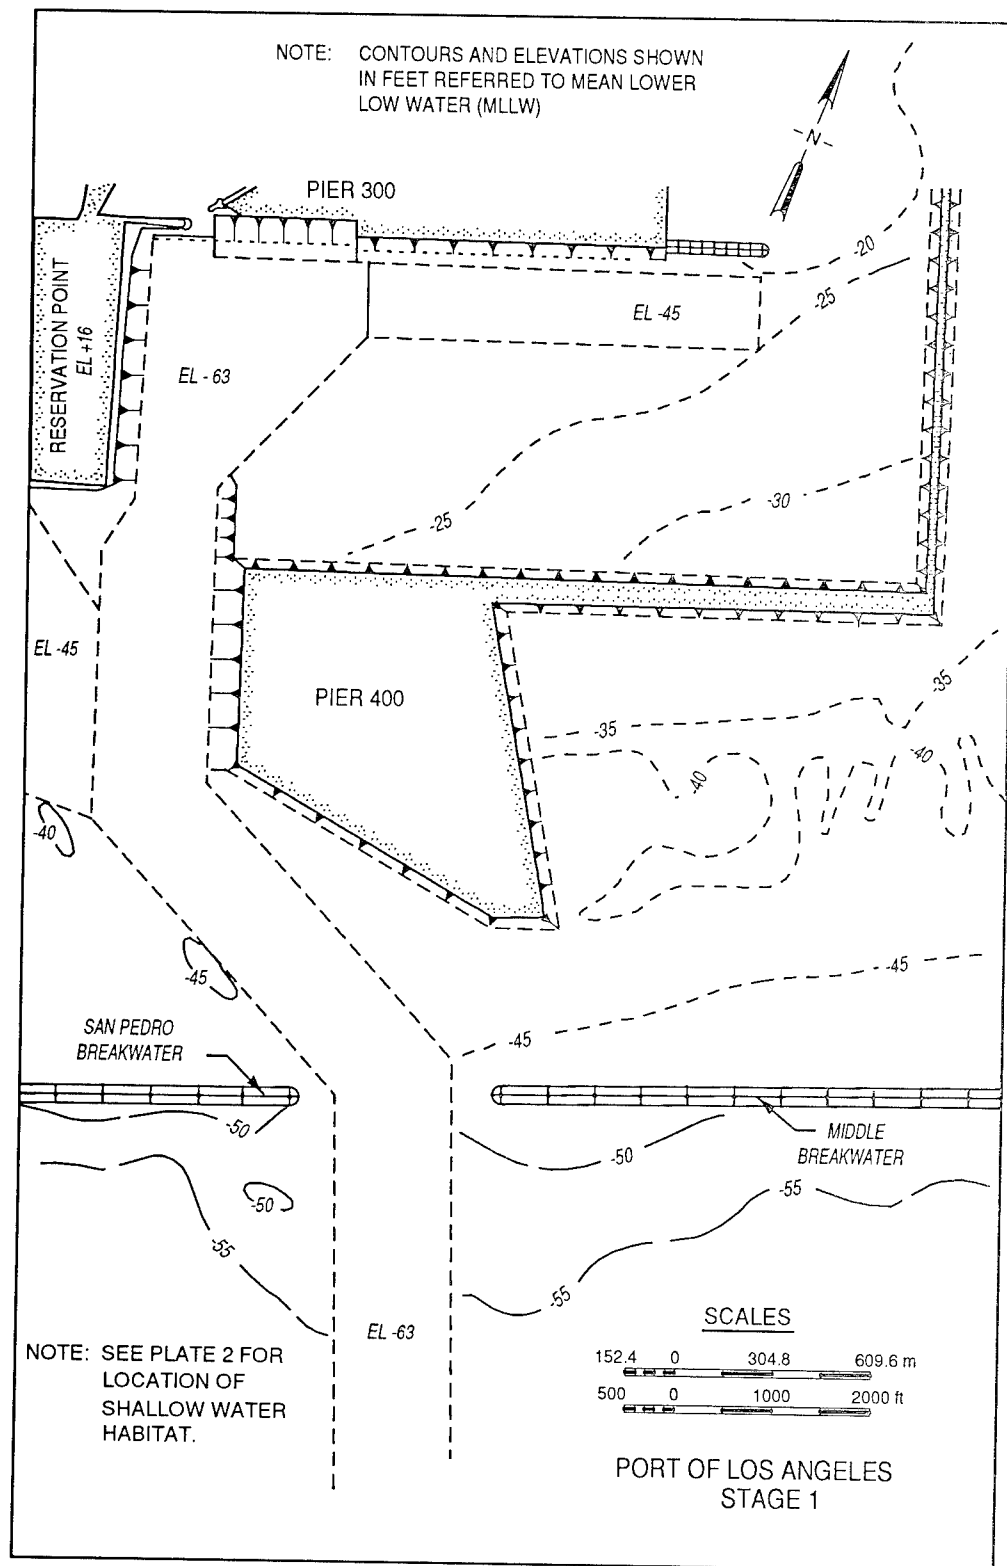 NOTE: CONTOURS AND ELEVATIONS SHOWN
IN FEET REFERRED TO MEAN LOWER
LOW WATER (MLLW)
N
PIER 300
-20
-25
EL -45
RESERVATION POINT
EL +16
EL - 63
-30
-25
EL -45
PIER 400
-35
-35
-40
-40
-40
-45
-45
-45
SAN PEDRO
BREAKWATER
-50
MIDDLE
BREAKWATER
-50
-50
-55
-55
-55
EL -63
SCALES
152.4 0 304.8 609.6 m
500 0 1000 2000 ft
NOTE: SEE PLATE 2 FOR
LOCATION OF
SHALLOW WATER
HABITAT.
PORT OF LOS ANGELES
STAGE 1